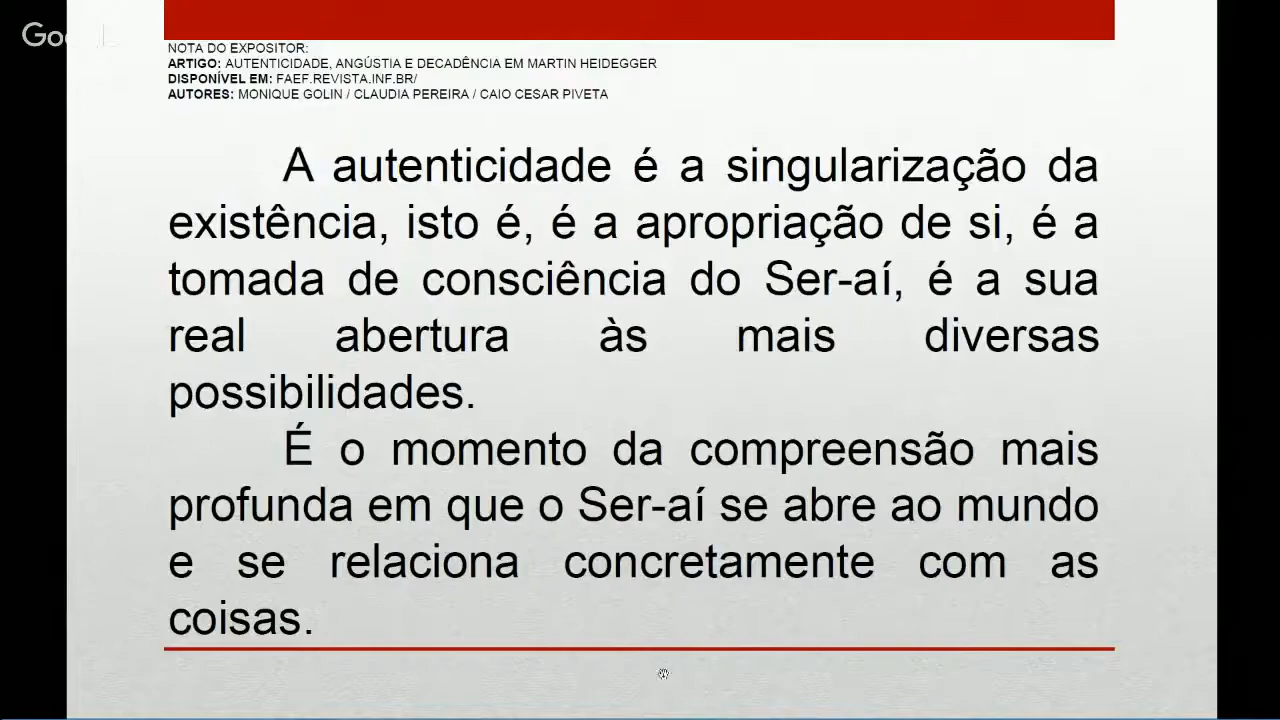 NOTA DO EXPOSITOR:
ARTIGO: AUTENTICIDADE, ANGÚSTIA E DECADÊNCIA EM MARTIN HEIDEGGER
DISPONÍVEL EM: FAEF.REVISTA.INF.BR/
AUTORES: MONIQUE GOLIN / CLAUDIA PEREIRA / CAIO CESAR PIVETA
A autenticidade é a singularização da
existência, isto é, é a apropriação de si, é a
tomada de consciência do Ser-aí, é a sua
real abertura às mais diversas
possibilidades.
É o momento da compreensão mais
profunda em que o Ser-aí se abre ao mundo
e se relaciona concretamente com as
coisas.